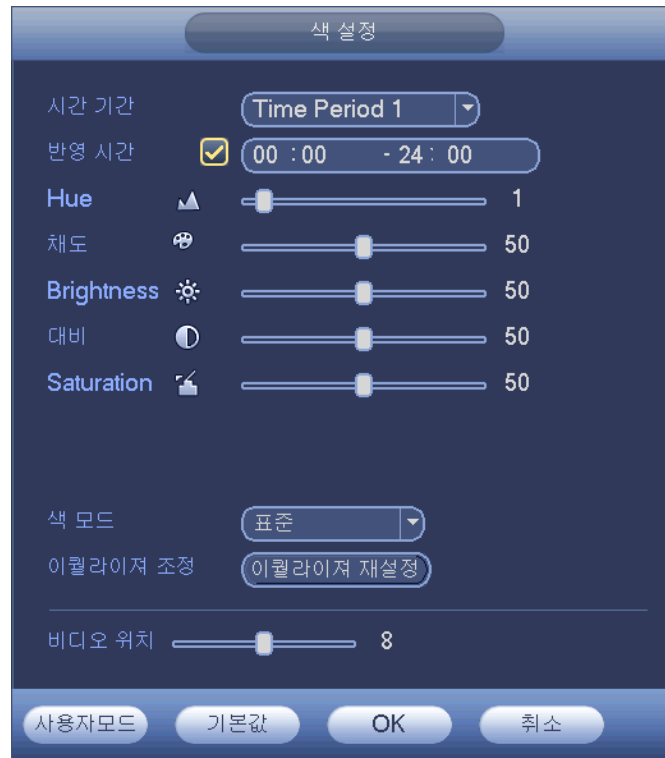 색 설정
시간 기간 Time Period 1
반영 시간 00 : 00 - 24 : 00
Hue 1
채도 50
Brightness 50
대비 50
Saturation 50
색 모드 표준
이퀄라이져 조정 이퀄라이져 재설정
비디오 위치 8
사용자모드 기본값 OK 취소